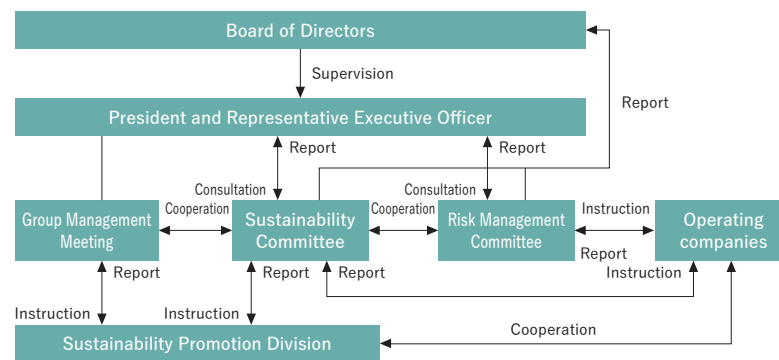 Board of Directors
Supervision
Report
President and Representative Executive Officer
Report
Report
Consultation
Consultation
Cooperation
Cooperation
Instruction
Group Management
Meeting
Sustainability
Committee
Risk Management
Committee
Operating
companies
Report
Report
Report
Report
Instruction
Instruction
Instruction
Cooperation
Sustainability Promotion Division